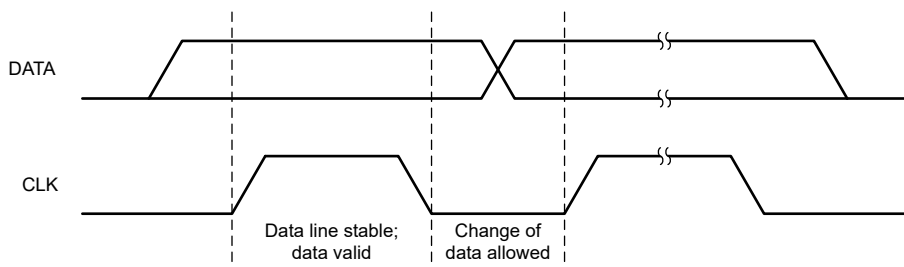 DATA
CLK
Data line stable;
data valid
Change of
data allowed